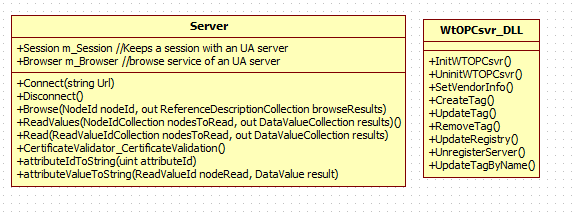 Server
+Session m_Session //Keeps a session with an UA server
+Browser m_Browser //browse service of an UA server
+Connect(string Url)
+Disconnect()
+Browse(NodeId nodeId, out ReferenceDescriptionCollection browseResults)
+ReadValues(NodeIdCollection nodesToRead, out DataValueCollection results)()
+Read(ReadValueIdCollection nodesToRead, out DataValueCollection results)
+CertificateValidator_CertificateValidation()
+attributeIdToString(uint attributeId)
+attributeValueToString(ReadValueId nodeRead, DataValue result)
WtOPCsvr_DLL
+InitWTOPCsvr()
+UninitWTOPCsvr()
+SetVendorInfo()
+CreateTag()
+UpdateTag()
+RemoveTag()
+UpdateRegistry()
+UnregisterServer()
+UpdateTagByName()